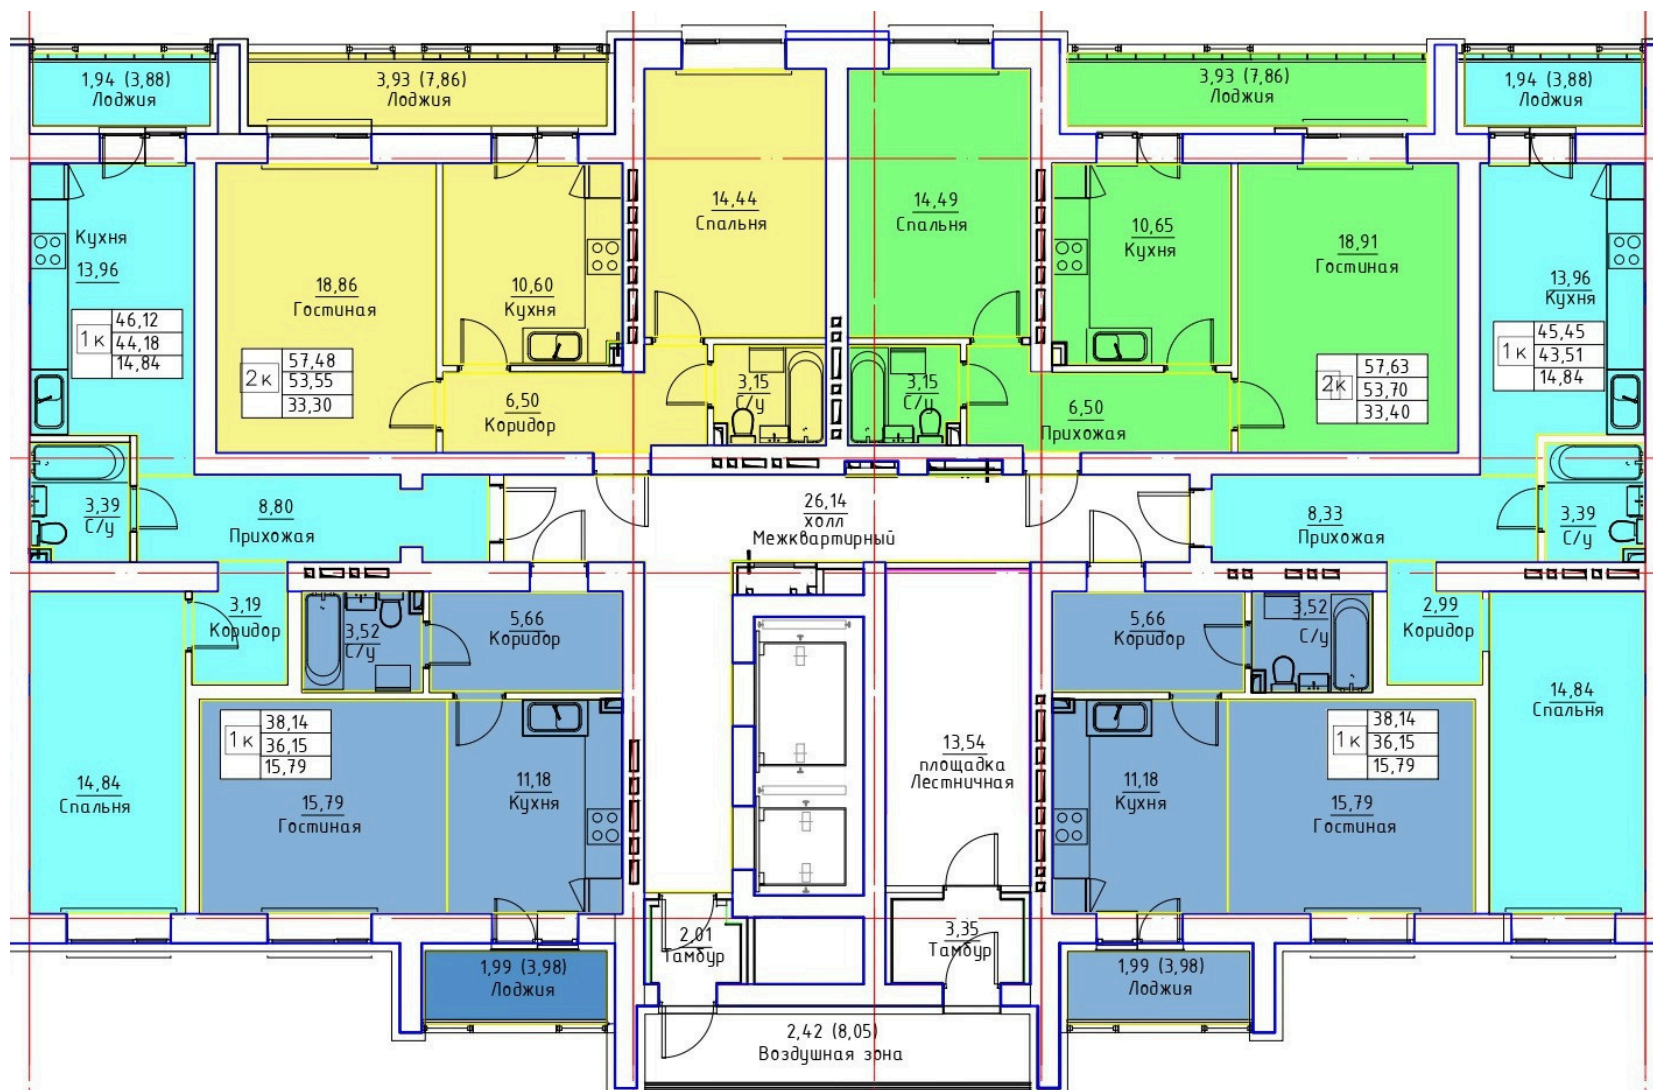 1,94 (3,88)
Лоджия
3,93 (7,86)
Лоджия
3,93 (7,86)
Лоджия
1,94 (3,88)
Лоджия
Кухня
13,96
1 к
46,12
44,18
14,84
18,86
Гостиная
2 к
57,48
53,55
33,30
10,60
Кухня
14,44
Спальня
14,49
Спальня
10,65
Кухня
18,91
Гостиная
2к
57,63
53,70
33,40
13,96
Кухня
1 к
45,45
43,51
14,84
6,50
Коридор
3,15
С/у
3,15
С/у
6,50
Прихожая
3,39
С/у
8,80
Прихожая
26,14
холл
Межквартирный
8,33
Прихожая
3,39
С/у
3,19
Коридор
3,52
С/у
5,66
Коридор
5,66
Коридор
3,52
С/у
2,99
Коридор
14,84
Спальня
1 к
38,14
36,15
15,79
15,79
Гостиная
11,18
Кухня
13,54
площадка
Лестничная
11,18
Кухня
1 к
38,14
36,15
15,79
15,79
Гостиная
14,84
Спальня
2,01
Тамбур
3,35
Тамбур
1,99 (3,98)
Лоджия
1,99 (3,98)
Лоджия
2,42 (8,05)
Воздушная зона